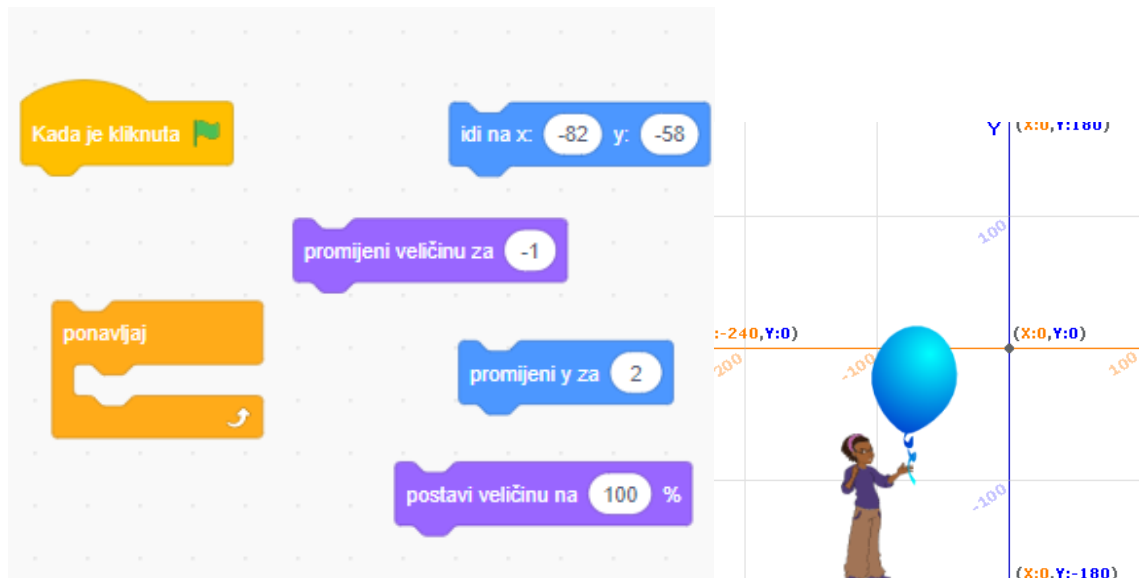 Kada je kliknuta
idi na x: -82 y: -58
promijeni veličinu za -1
ponavljaj
promijeni y za 2
postavi veličinu na 100 %
Y (X:0,Y:180)
100
:-240,Y:0) (X:0,Y:0)
200 -100 100
-100
(X:0,Y:-180)